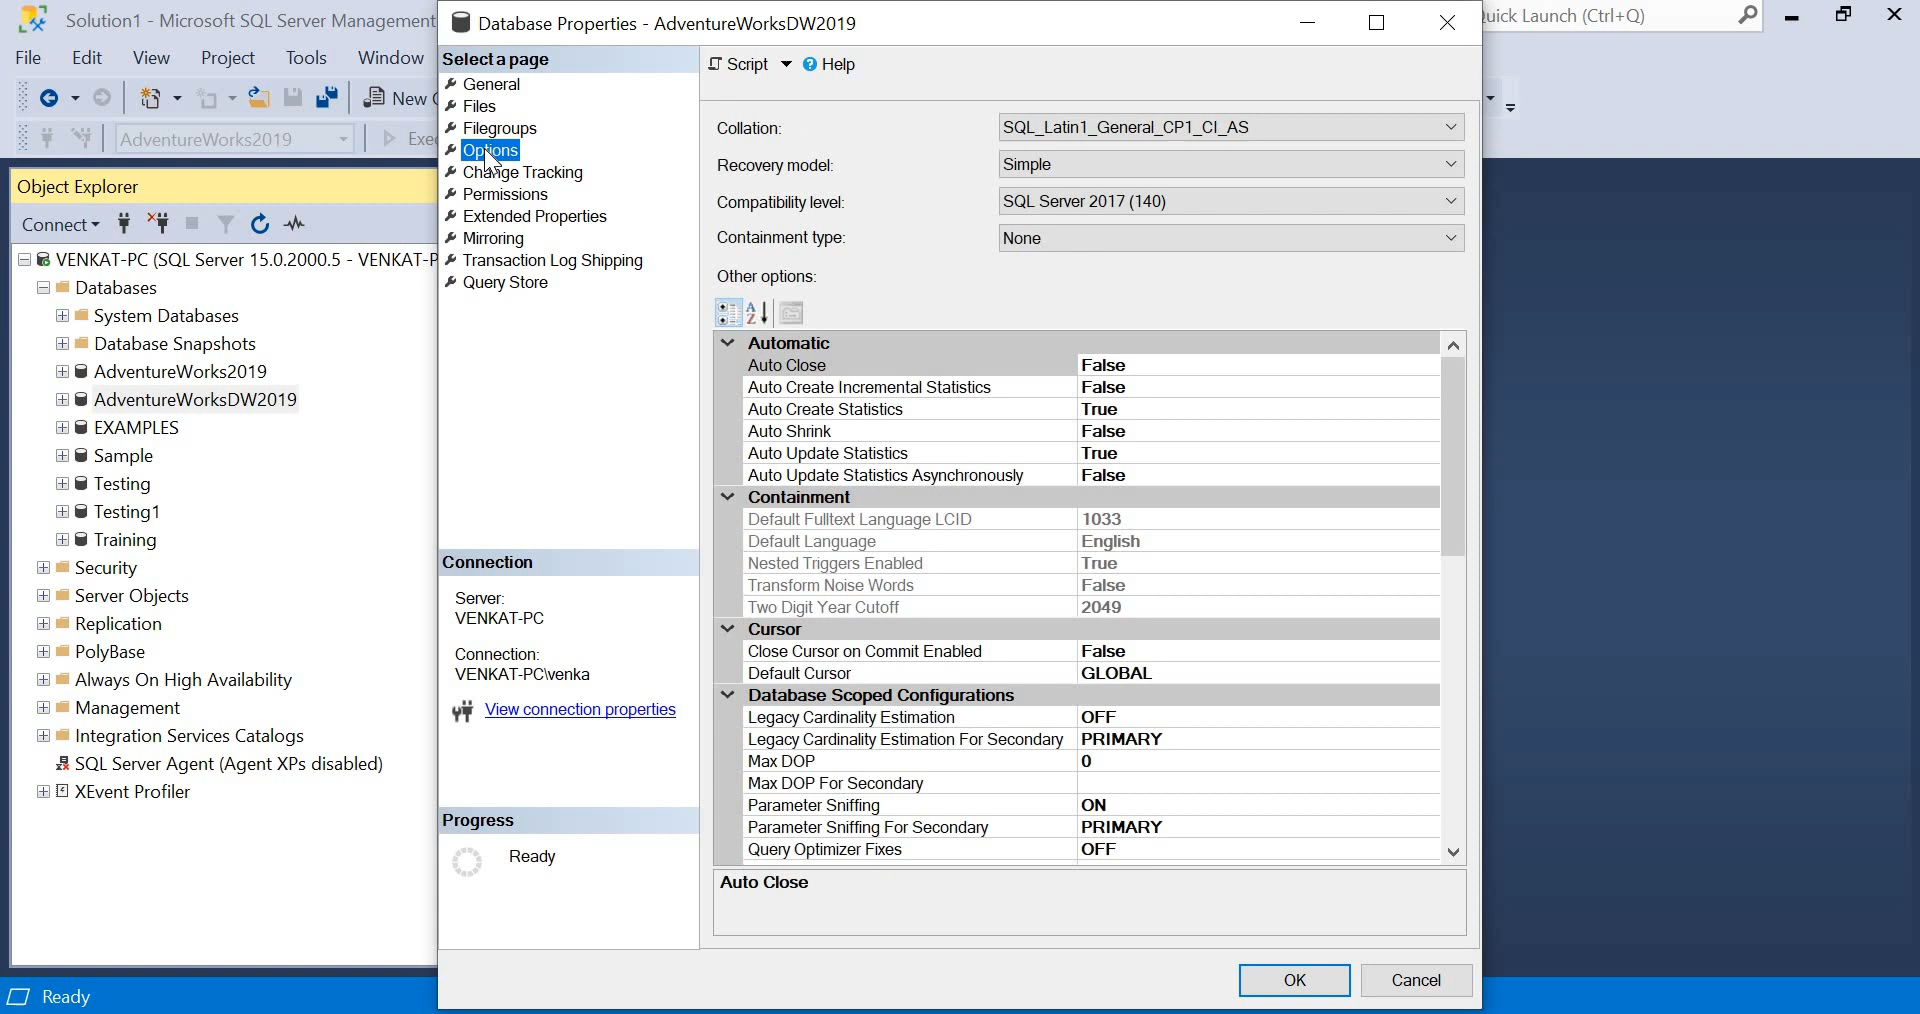 Solution1 - Microsoft SQL Server Management
File Edit View Project Tools Window
New
AdventureWorks2019
Object Explorer
Connect
VENKAT-PC (SQL Server 15.0.2000.5 - VENKAT-P
Databases
System Databases
Database Snapshots
AdventureWorks2019
AdventureWorksDW2019
EXAMPLES
Sample
Testing
Testing1
Training
Security
Server Objects
Replication
PolyBase
Always On High Availability
Management
Integration Services Catalogs
SQL Server Agent (Agent XPs disabled)
XEvent Profiler
Ready
Database Properties - AdventureWorksDW2019
Select a page
General
Files
Filegroups
Options
Change Tracking
Permissions
Extended Properties
Mirroring
Transaction Log Shipping
Query Store
Connection
Server:
VENKAT-PC
Connection:
VENKAT-PC\venka
View connection properties
Progress
Ready
Script Help
Collation: SQL_Latin1_General_CP1_CI_AS
Recovery model: Simple
Compatibility level: SQL Server 2017 (140)
Containment type: None
Other options:
Automatic
Auto Close False
Auto Create Incremental Statistics False
Auto Create Statistics True
Auto Shrink False
Auto Update Statistics True
Auto Update Statistics Asynchronously False
Containment
Default Fulltext Language LCID 1033
Default Language English
Nested Triggers Enabled True
Transform Noise Words False
Two Digit Year Cutoff 2049
Cursor
Close Cursor on Commit Enabled False
Default Cursor GLOBAL
Database Scoped Configurations
Legacy Cardinality Estimation OFF
Legacy Cardinality Estimation For Secondary PRIMARY
Max DOP 0
Max DOP For Secondary
Parameter Sniffing ON
Parameter Sniffing For Secondary PRIMARY
Query Optimizer Fixes OFF
Auto Close
OK Cancel
uick Launch (Ctrl+Q)